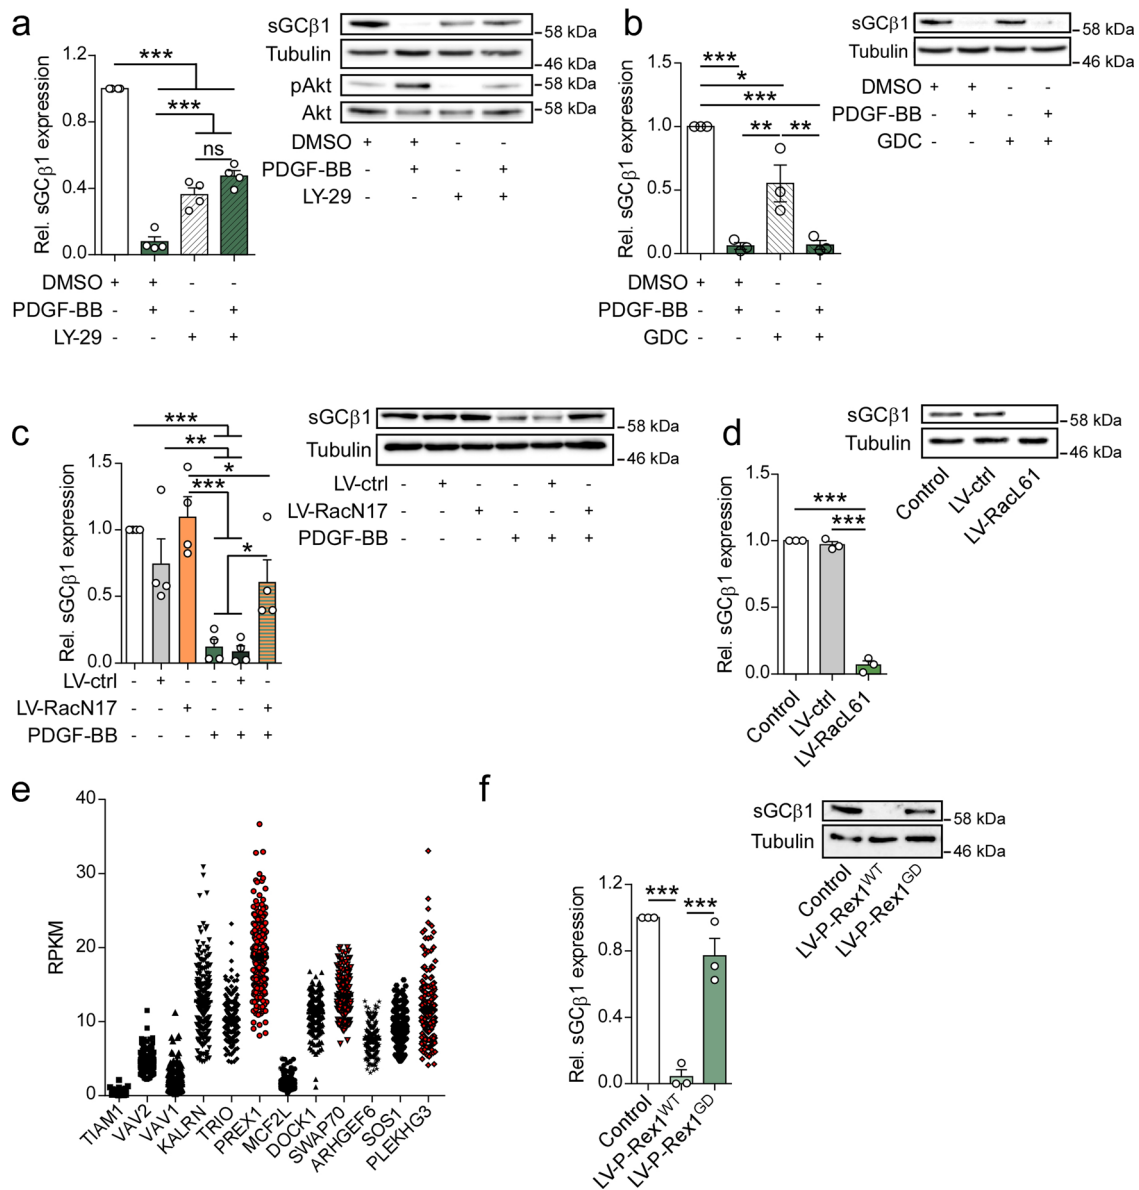 a
sGCβ1
58 kDa
Tubulin
46 kDa
pAkt
58 kDa
Akt
58 kDa
DMSO + + - -
PDGF-BB - + - +
LY-29 - - + +
Rel. sGCβ1 expression
1.2
0.8
0.4
0.0
***
***
ns
DMSO + + - -
PDGF-BB - + - +
LY-29 - - + +
b
sGCβ1
58 kDa
Tubulin
46 kDa
DMSO + + - -
PDGF-BB - + - +
GDC - - + +
Rel. sGCβ1 expression
1.5
1.0
0.5
0.0
***
*
***
** **
DMSO + + - -
PDGF-BB - + - +
GDC - - + +
c
sGCβ1
58 kDa
Tubulin
46 kDa
LV-ctrl - + - - + -
LV-RacN17 - - + - - +
PDGF-BB - - - + + +
Rel. sGCβ1 expression
1.5
1.0
0.5
0.0
***
**
*
***
*
LV-ctrl - + - - + -
LV-RacN17 - - + - - +
PDGF-BB - - - + + +
d
sGCβ1
58 kDa
Tubulin
46 kDa
Control
LV-ctrl
LV-RacL61
Rel. sGCβ1 expression
1.5
1.0
0.5
0.0
***
***
Control
LV-ctrl
LV-RacL61
e
RPKM
40
30
20
10
0
TIAM1
VAV2
VAV1
KALRN
TRIO
PREX1
MCF2L
DOCK1
SWAP70
ARHGEF6
SOS1
PLEKHG3
f
sGCβ1
58 kDa
Tubulin
46 kDa
Control
LV-P-Rex1WT
LV-P-Rex1GD
Rel. sGCβ1 expression
1.2
0.8
0.4
0.0
*** ***
Control
LV-P-Rex1WT
LV-P-Rex1GD